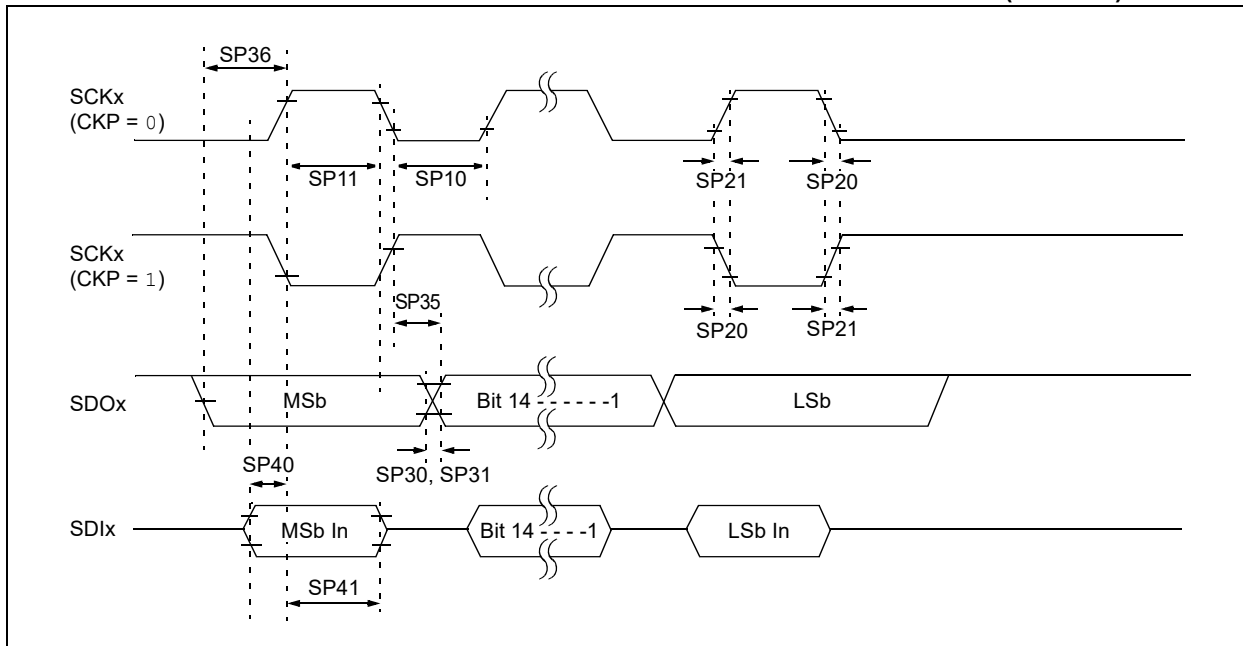 SP36
SCKx
(CKP = 0)
SP11
SP10
SP21
SP20
SCKx
(CKP = 1)
SP35
SP20
SP21
SDOx
MSb
Bit 14 - - - - - -1
LSb
SP40
SP30, SP31
SDIx
MSb In
Bit 14 - - - -1
LSb In
SP41